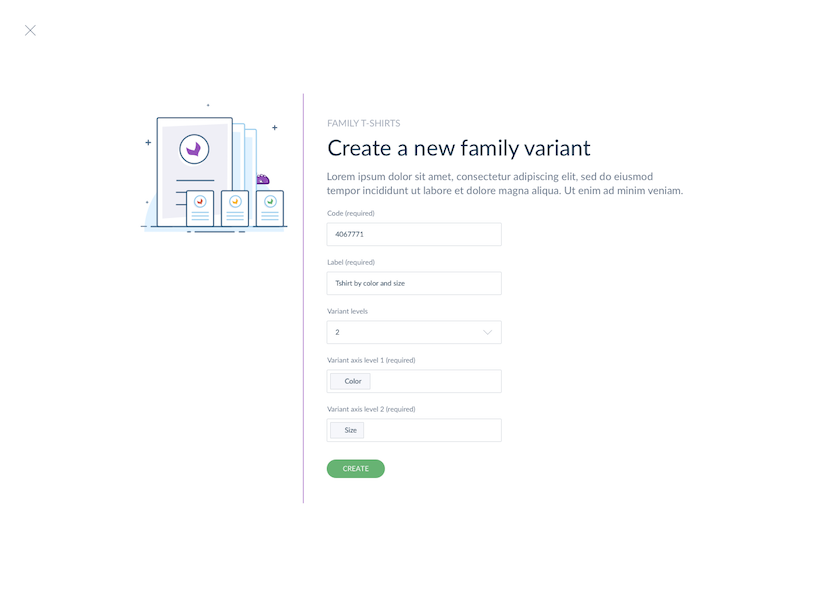 FAMILY T-SHIRTS
Create a new family variant
Lorem ipsum dolor sit amet, consectetur adipiscing elit, sed do eiusmod
tempor incididunt ut labore et dolore magna aliqua. Ut enim ad minim veniam.
Code (required)
4067771
Label (required)
Tshirt by color and size
Variant levels
2
Variant axis level 1 (required)
Color
Variant axis level 2 (required)
Size
CREATE